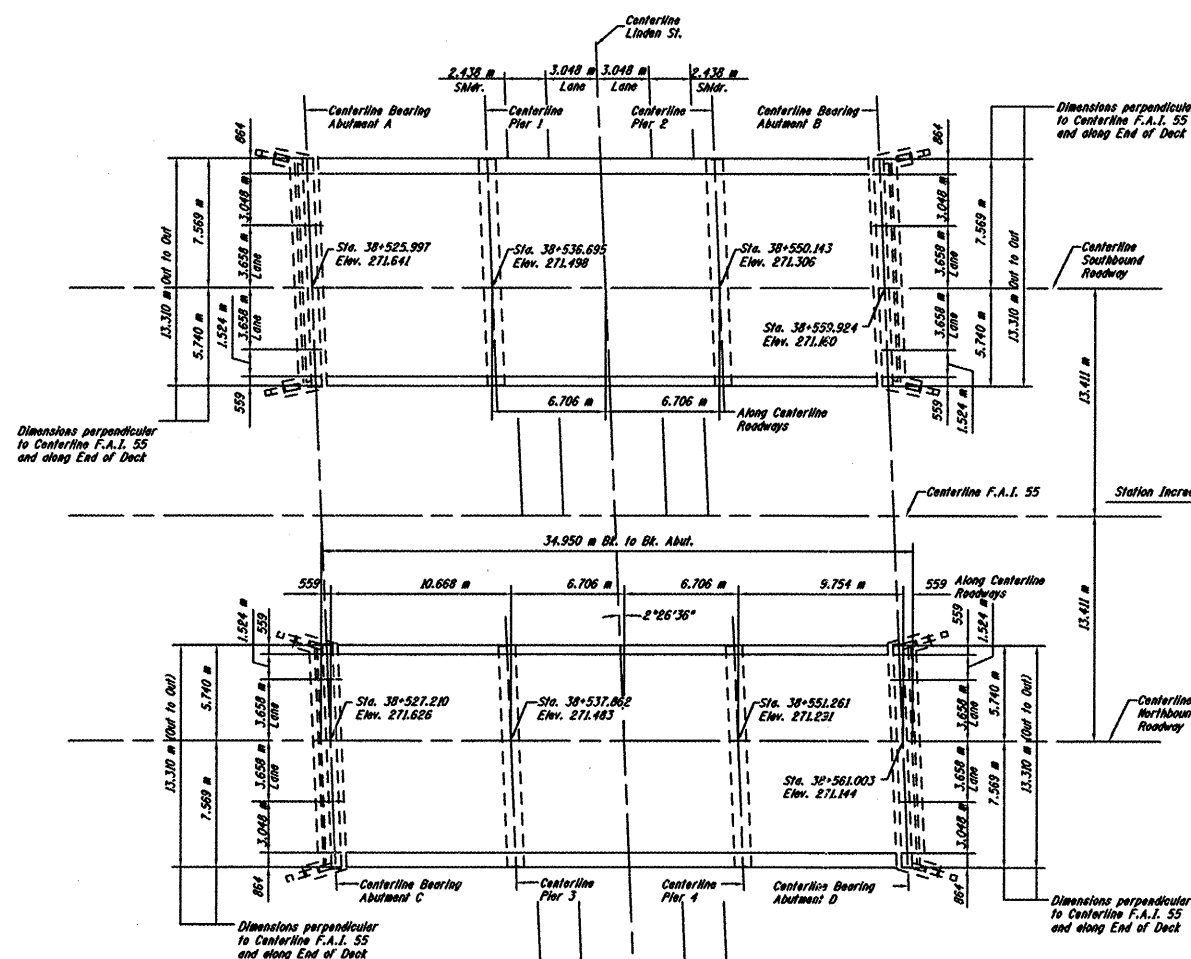 Centerline
Linden St.
2.438 m
Shldr.
3.048 m
Lane
3.048 m
Lane
2.438 m
Shldr.
Centerline Bearing
Abutment A
Centerline
Pier 1
Centerline
Pier 2
Centerline Bearing
Abutment B
Dimensions perpendicular
to Centerline F.A.I. 55
and along End of Deck
864
3.048 m
3.658 m
Lane
3.658 m
Lane
1.524 m
559
7.569 m
5.740 m
13.310 m (Out to Out
Sta. 38+525.997
Elev. 271.641
Sta. 38+536.695
Elev. 271.498
Sta. 38+550.143
Elev. 271.306
Sta. 38+559.924
Elev. 271.160
864
3.048 m
3.658 m
Lane
3.658 m
Lane
559
1.524 m
7.569 m
5.740 m
13.310 m (Out to Out
Centerline
Southbound
Roadway
6.706 m
6.706 m
Along Centerline
Roadways
Dimensions perpendicular
to Centerline F.A.I. 55
and along End of Deck
13.411 m
Centerline F.A.I. 55
Station Increa
34.950 m Bk. to Bk. Abut.
559
10.668 m
6.706 m
6.706 m
9.754 m
559
Along Centerline
Roadways
2°26'36"
13.411 m
1.524 m
559
3.658 m
Lane
3.658 m
Lane
3.048 m
864
5.740 m
7.569 m
13.310 m (Out to Out)
Sta. 38+527.210
Elev. 271.626
Sta. 38+537.862
Elev. 271.483
Sta. 38+551.261
Elev. 271.291
Sta. 38+561.003
Elev. 271.144
559
1.524 m
3.658 m
Lane
3.658 m
Lane
3.048 m
864
5.740 m
7.569 m
13.310 m (Out to Out)
Centerline
Northboun
Roadway
Centerline Bearing
Abutment C
Centerline
Pier 3
Centerline
Pier 4
Centerline Bearing
Abutment D
Dimensions perpendicular
to Centerline F.A.I. 55
and along End of Deck
Dimensions perpendicular
to Centerline F.A.I. 55
and along End of Deck